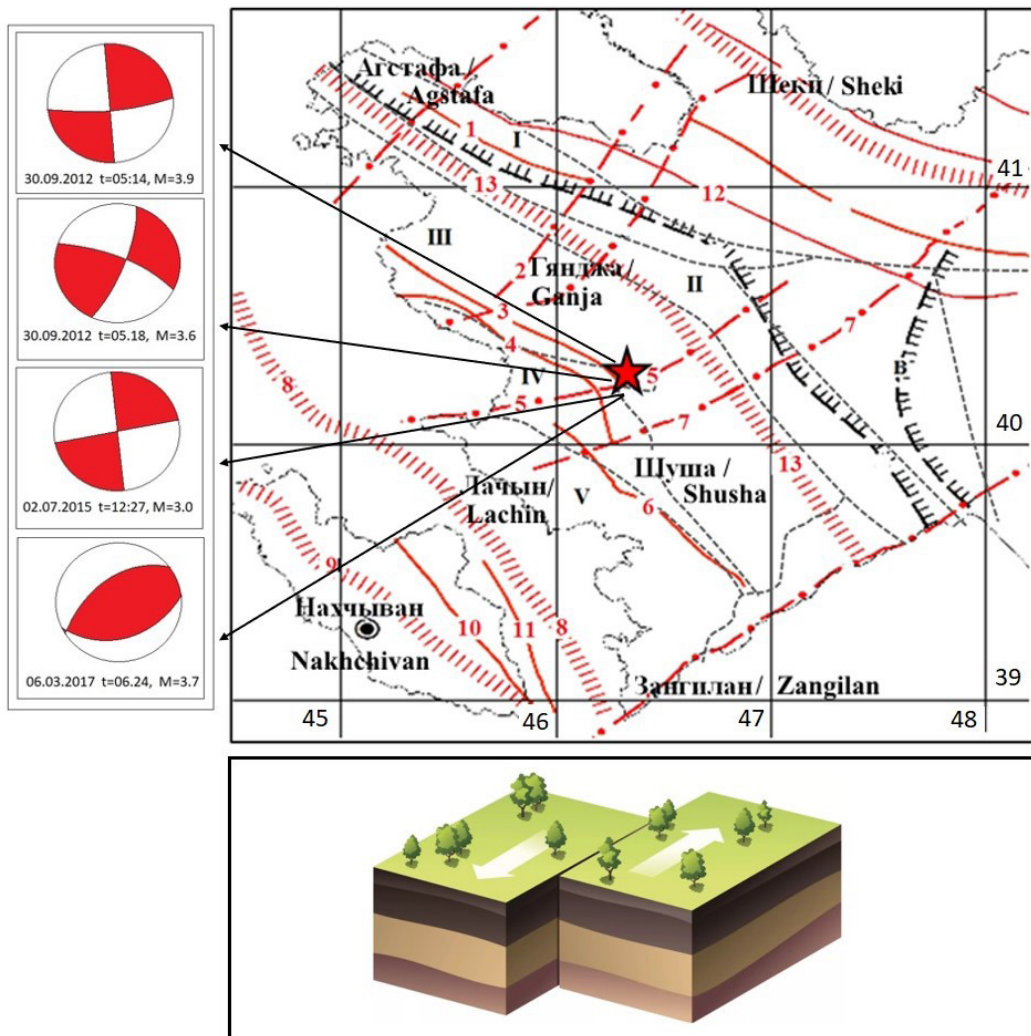 30.09.2012 t=05:14, M=3.9
30.09.2012 t=05.18, M=3.6
02.07.2015 t=12:27, M=3.0
06.03.2017 t=06.24, M=3.7
Агстафа /
Agstafa
Шеки / Sheki
1
I
41
13
12
III
2
Гянджа /
Ganja
II
3
7
4
8
IV
5
В
5
40
7
Шуша /
Shusha
13
Лачын/
Lachin
V
6
9
Нахчыван
10
11
8
Nakhchivan
Зангилан / Zangilan
39
45
46
47
48